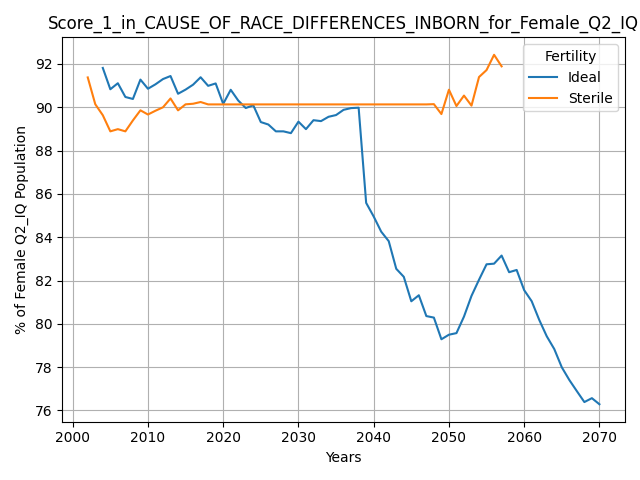 Score_1_in_CAUSE_OF_RACE_DIFFERENCES_INBORN_for_Female_Q2_IQ
Fertility
Ideal
Sterile
% of Female Q2_IQ Population
92
90
88
86
84
82
80
78
76
2000
2010
2020
2030
2040
2050
2060
2070
Years